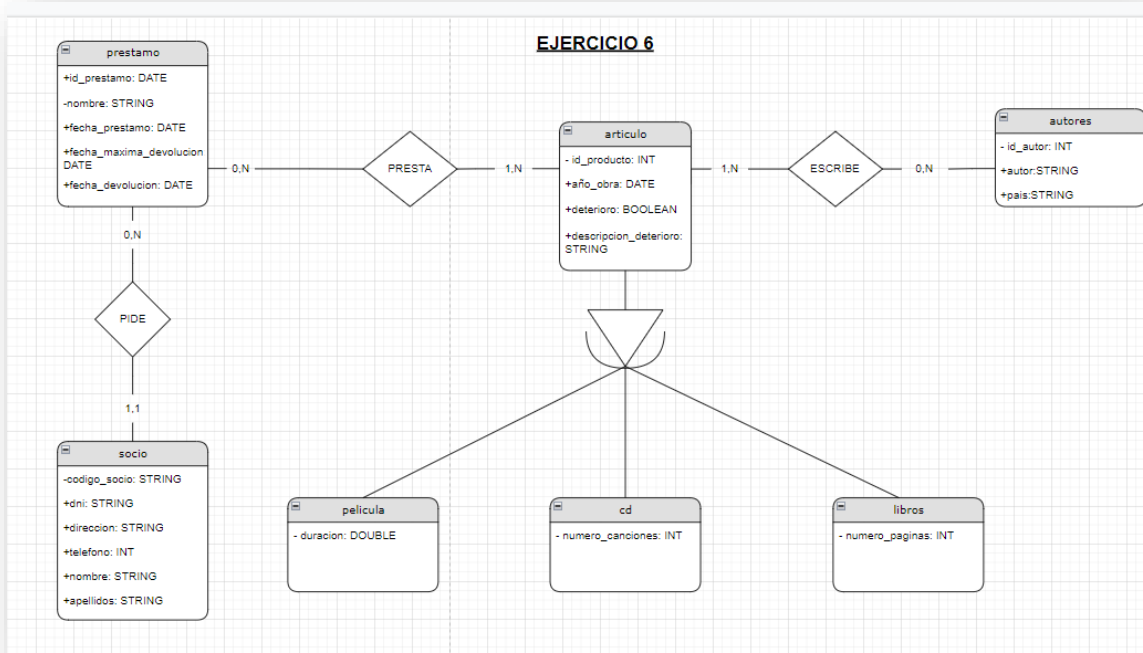 EJERCICIO 6
prestamo
+id_prestamo: DATE
-nombre: STRING
+fecha_prestamo: DATE
+fecha_maxima_devolucion
DATE
+fecha_devolucion: DATE
0,N
PRESTA
1,N
articulo
- id_producto: INT
+año_obra: DATE
+deterioro: BOOLEAN
+descripcion_deterioro:
STRING
1,N
ESCRIBE
0,N
autores
- id_autor: INT
+autor:STRING
+pais:STRING
0,N
PIDE
1,1
socio
-codigo_socio: STRING
+dni: STRING
+direccion: STRING
+telefono: INT
+nombre: STRING
+apellidos: STRING
pelicula
- duracion: DOUBLE
cd
- numero_canciones: INT
libros
- numero_paginas: INT